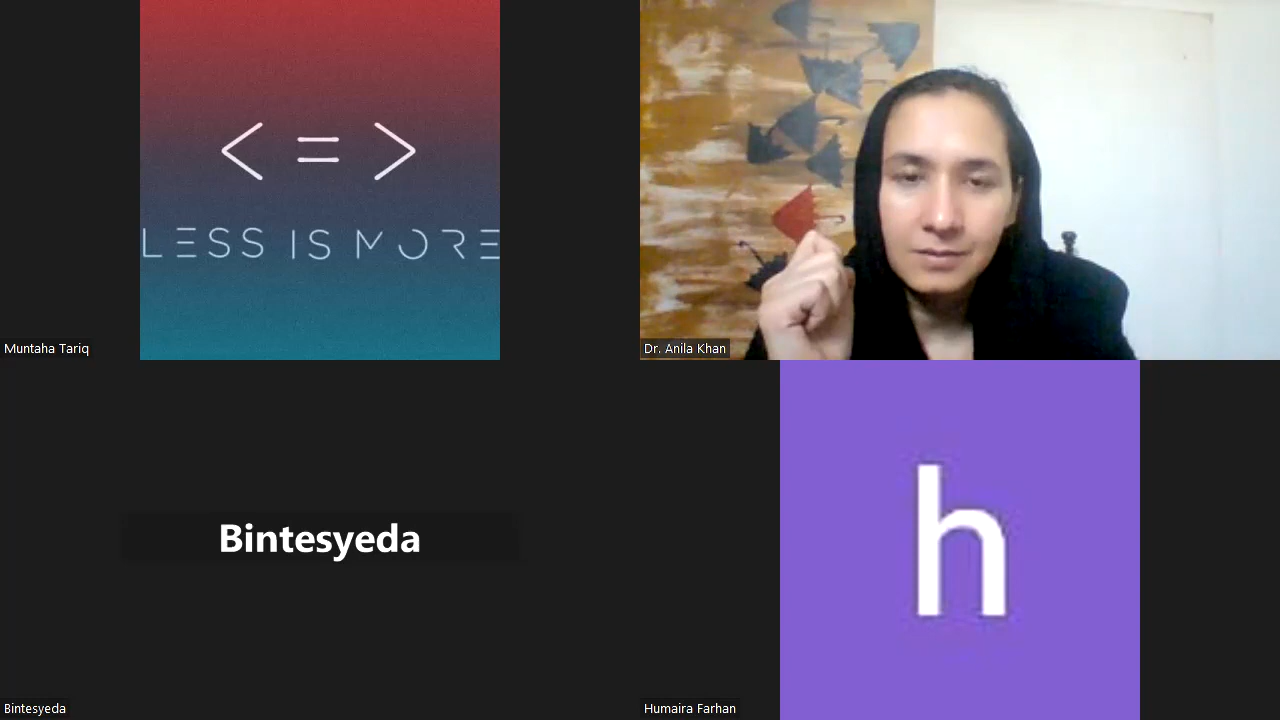 < = >
LESS IS MORE
Muntaha Tariq
Dr. Anila Khan
Bintesyeda
h
Bintesyeda
Humaira Farhan